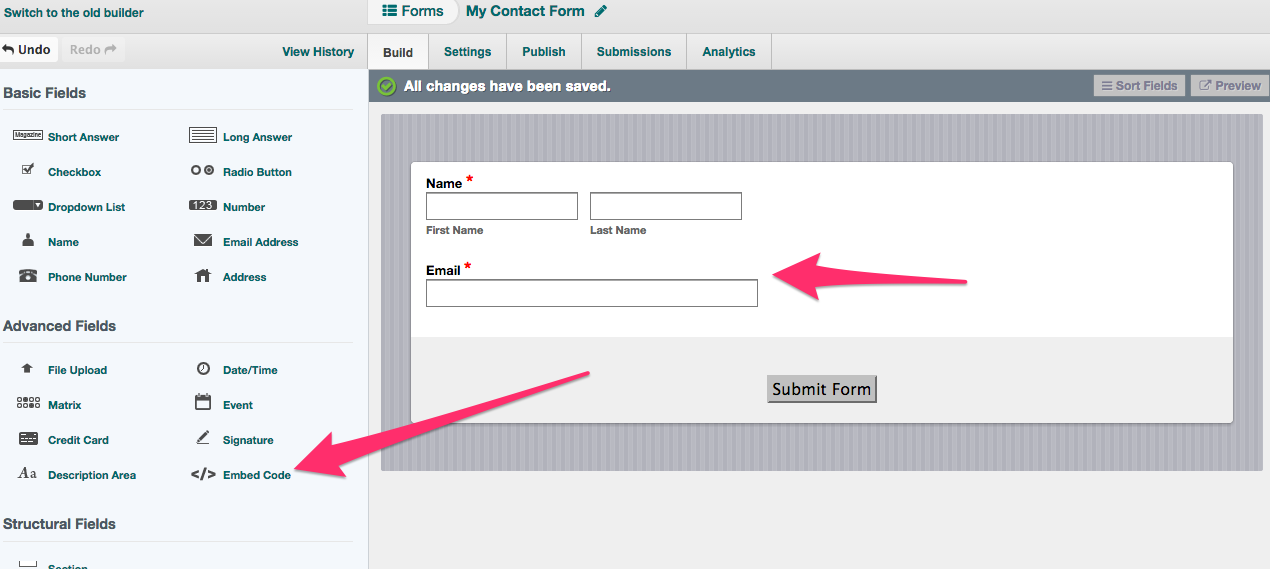 Switch to the old builder
Forms My Contact Form
Undo Redo View History
Build Settings Publish Submissions Analytics
All changes have been saved. Sort Fields Preview
Basic Fields
Magazine Short Answer Long Answer
Checkbox Radio Button
Dropdown List 123 Number
Name Email Address
Phone Number Address
Advanced Fields
File Upload Date/Time
Matrix Event
Credit Card Signature
Aa Description Area </> Embed Code
Structural Fields
Section
Name *
First Name Last Name
Email *
Submit Form